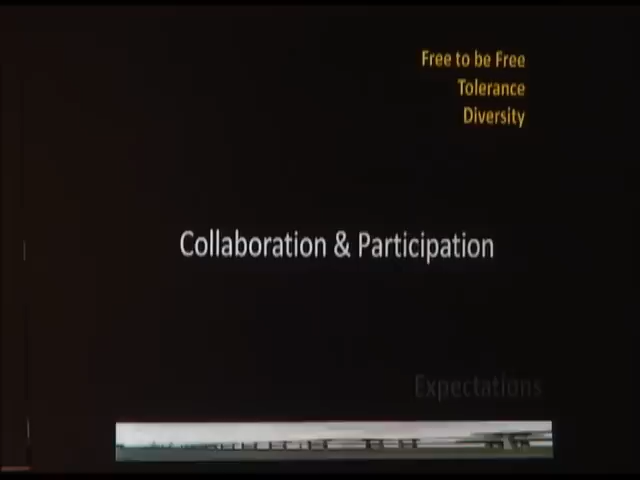 Free to be Free
Tolerance
Diversity
Collaboration & Participation
Expectations